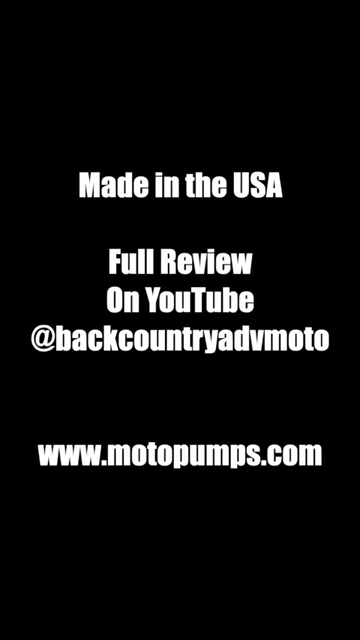 Made in the USA
Full Review
On YouTube
@backcountryadvmoto
www.motopumps.com